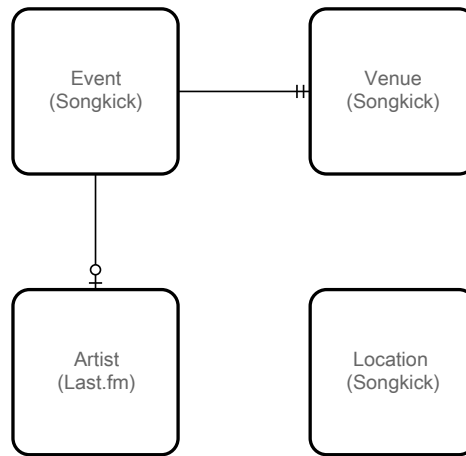 Event
(Songkick)
Venue
(Songkick)
Artist
(Last.fm)
Location
(Songkick)